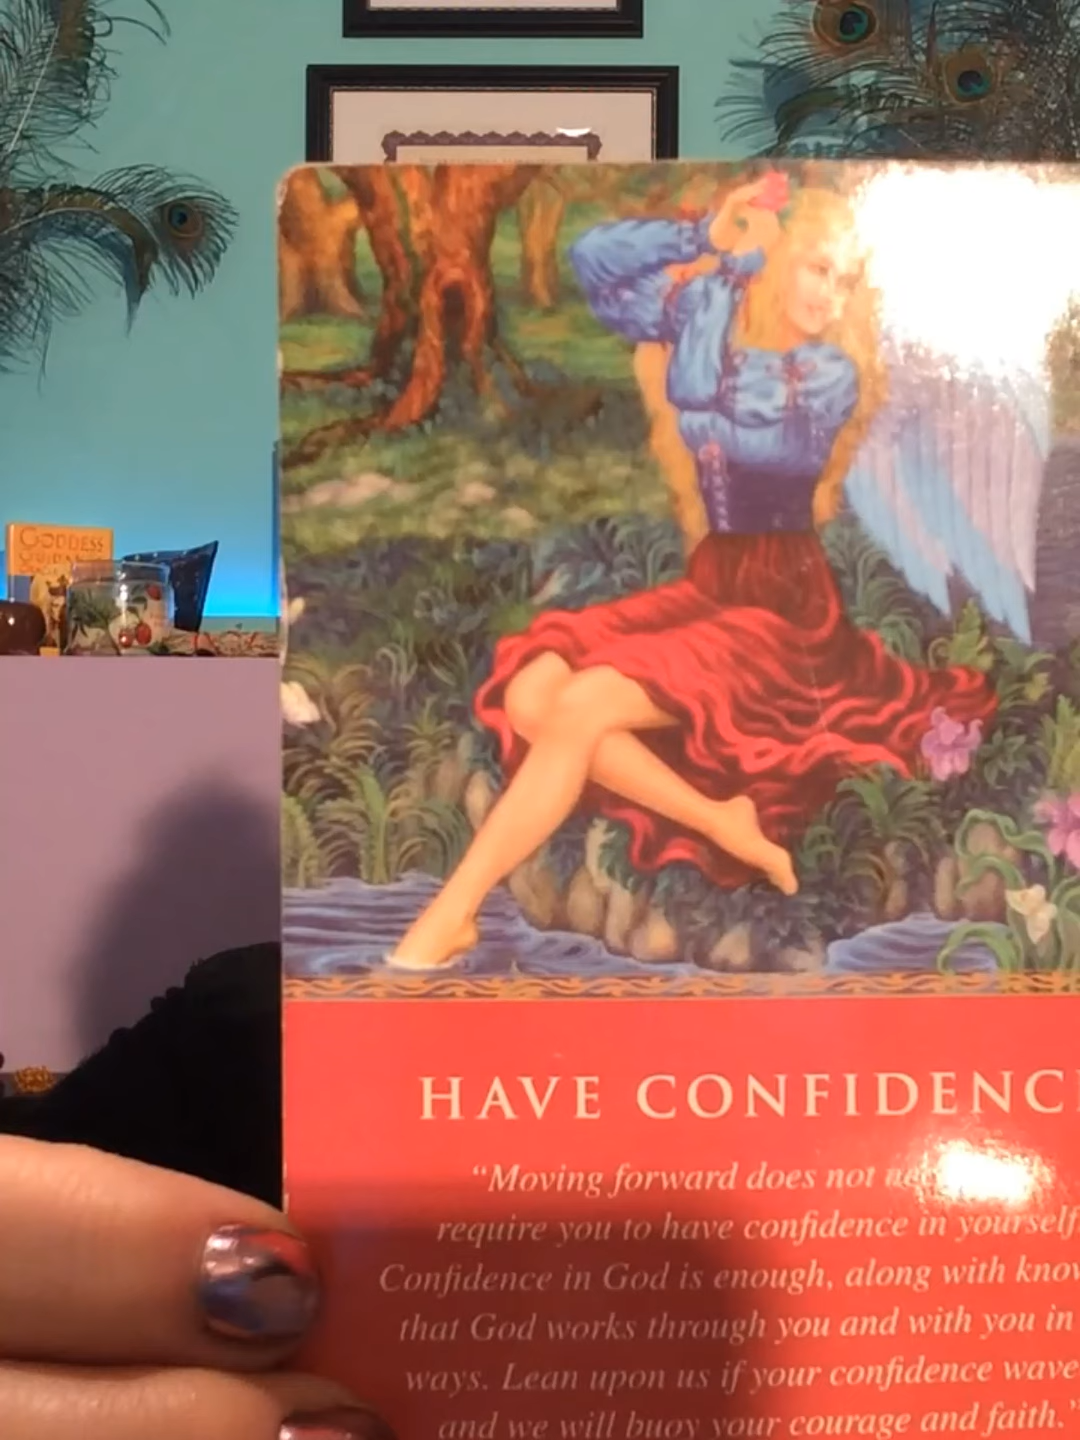 GODDESS
HAVE CONFIDENC
“Moving forward does not
require you to have confidence in yourself
Confidence in God is enough, along with know
that God works through you and with you in
ways. Lean upon us if your confidence wave
and we will buoy your courage and faith.”